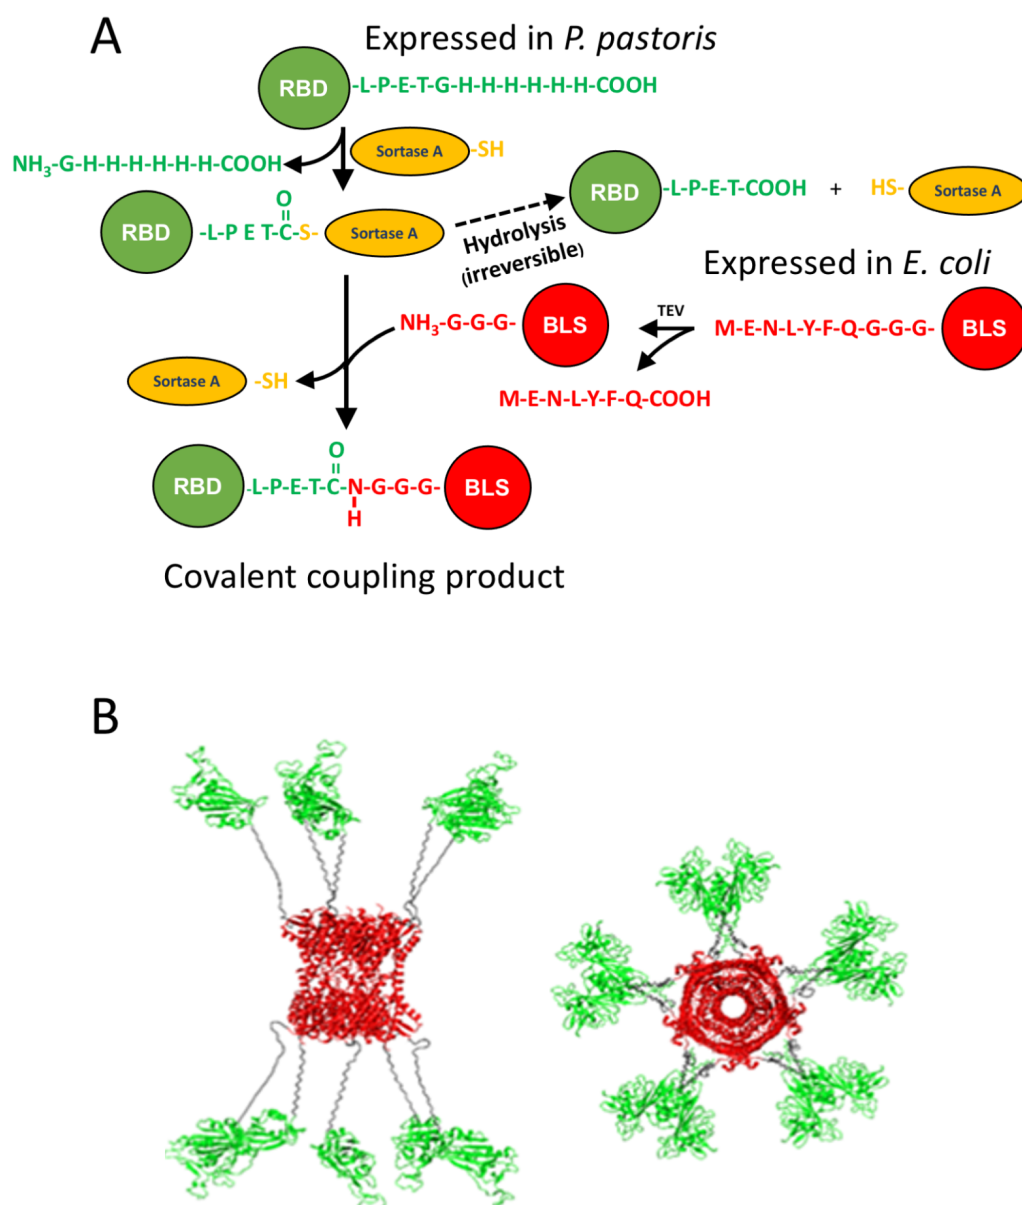 A
Expressed in P. pastoris
RBD -L-P-E-T-G-H-H-H-H-H-H-COOH
Sortase A -SH
NH3-G-H-H-H-H-H-H-COOH
RBD -L-P-E-T-COOH + HS- Sortase A
O
RBD -L-P E T-C-S- Sortase A
Hydrolysis
(irreversible)
Expressed in E. coli
NH3-G-G-G- BLS
TEV
M-E-N-L-Y-F-Q-G-G-G- BLS
Sortase A -SH
M-E-N-L-Y-F-Q-COOH
O
RBD -L-P-E-T-C-N-G-G-G- BLS
H
Covalent coupling product
B